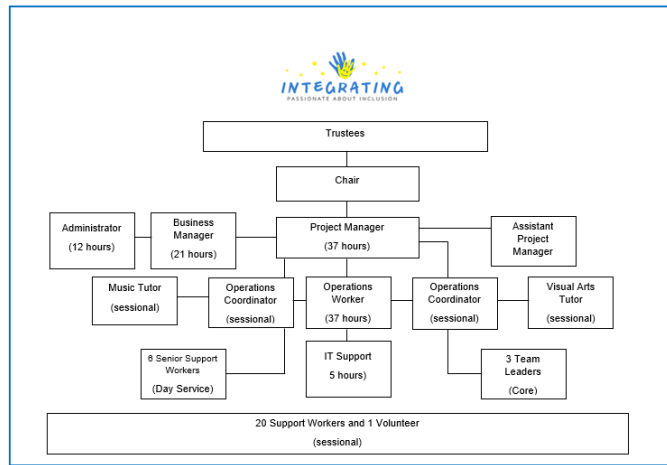 INTEGRATING
PASSIONATE ABOUT INCLUSION
Trustees
Chair
Administrator
(12 hours)
Business
Manager
(21 hours)
Project Manager
(37 hours)
Assistant
Project
Manager
Music Tutor
(sessional)
Operations
Coordinator
(sessional)
Operations
Worker
(37 hours)
Operations
Coordinator
(sessional)
Visual Arts
Tutor
(sessional)
6 Senior Support
Workers
(Day Service)
IT Support
5 hours)
3 Team
Leaders
(Core)
20 Support Workers and 1 Volunteer
(sessional)